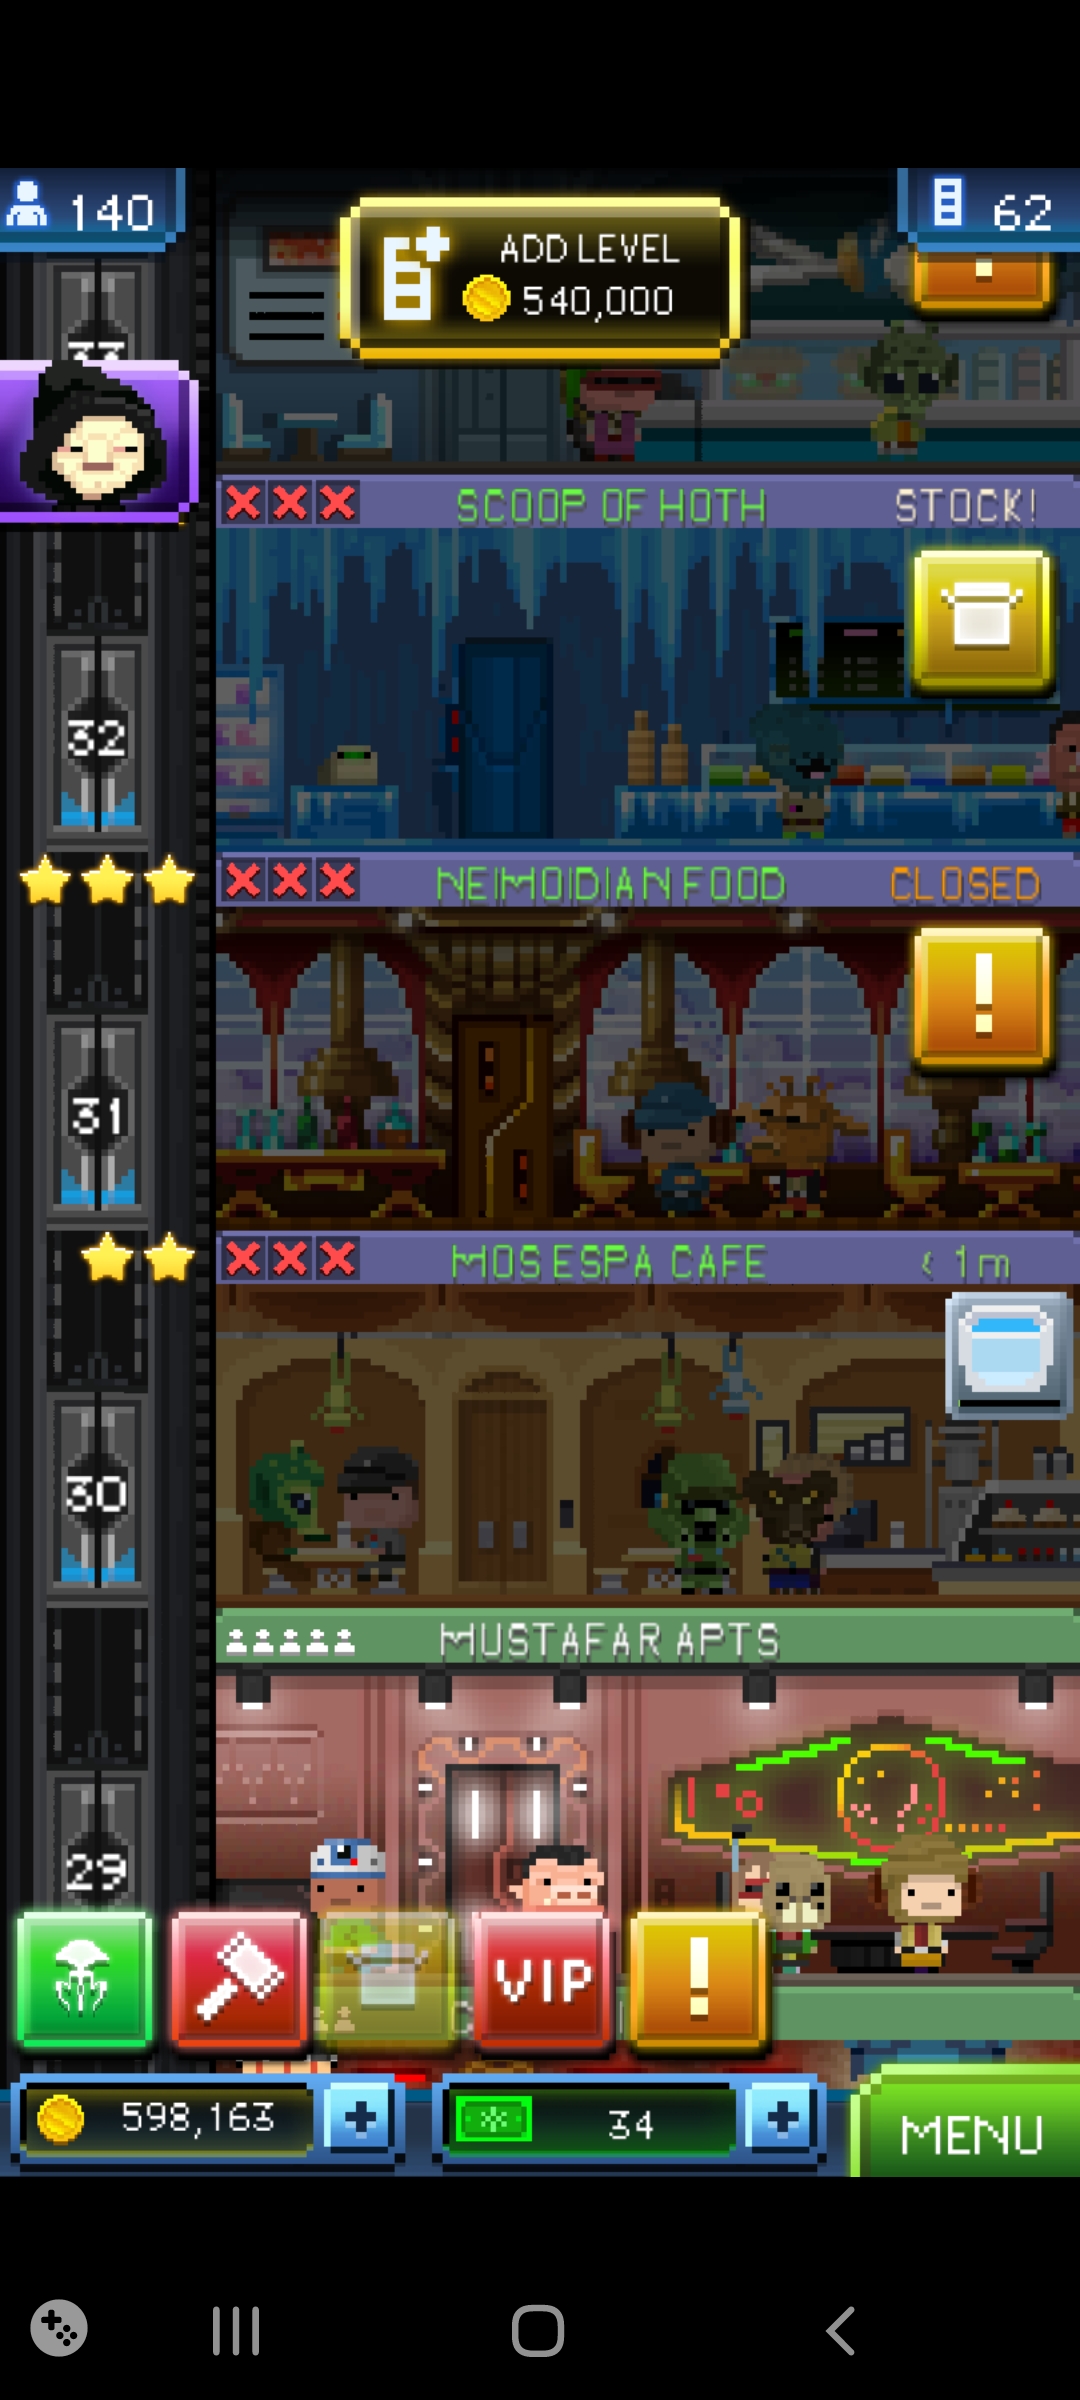 140
ADD LEVEL
540,000
62
33
SCOOP OF HOTH
STOCK!
32
NEIMOIDIAN FOOD
CLOSED
31
MOS ESPA CAFE
< 1m
30
MUSTAFAR APTS
29
VIP
598,163
34
MENU